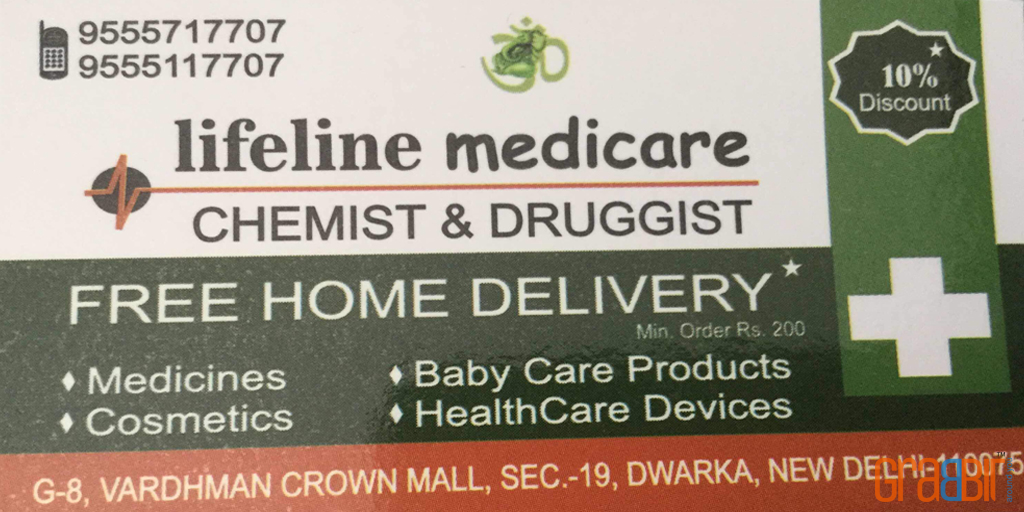 9555717707
9555117707
ॐ
10%
Discount
lifeline medicare
CHEMIST & DRUGGIST
FREE HOME DELIVERY*
Min. Order Rs. 200
♦ Medicines
♦ Baby Care Products
♦ Cosmetics
♦ HealthCare Devices
G-8, VARDHMAN CROWN MALL, SEC.-19, DWARKA, NEW DELHI-110075
GraBBit